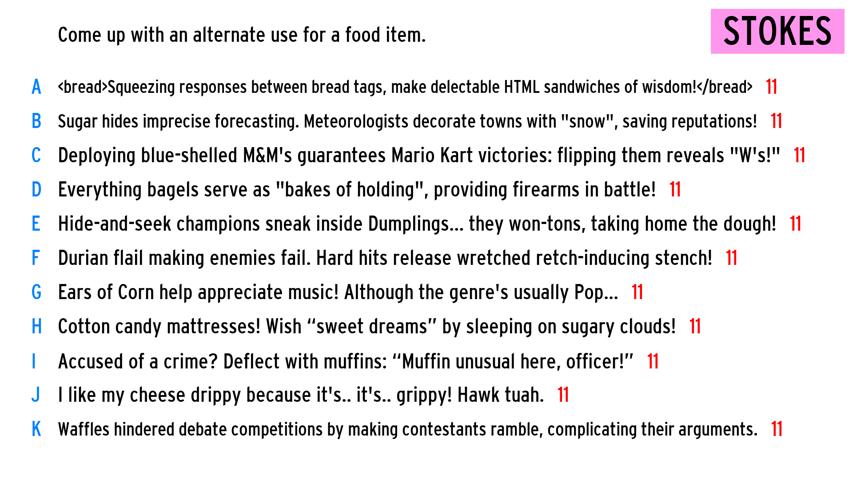 Come up with an alternate use for a food item.
STOKES
A <bread>Squeezing responses between bread tags, make delectable HTML sandwiches of wisdom!</bread> 11
B Sugar hides imprecise forecasting. Meteorologists decorate towns with "snow", saving reputations! 11
C Deploying blue-shelled M&M's guarantees Mario Kart victories: flipping them reveals "W's!" 11
D Everything bagels serve as "bakes of holding", providing firearms in battle! 11
E Hide-and-seek champions sneak inside Dumplings... they won-tons, taking home the dough! 11
F Durian flail making enemies fail. Hard hits release wretched retch-inducing stench! 11
G Ears of Corn help appreciate music! Although the genre's usually Pop... 11
H Cotton candy mattresses! Wish “sweet dreams” by sleeping on sugary clouds! 11
I Accused of a crime? Deflect with muffins: “Muffin unusual here, officer!” 11
J I like my cheese drippy because it's.. it's.. grippy! Hawk tuah. 11
K Waffles hindered debate competitions by making contestants ramble, complicating their arguments. 11